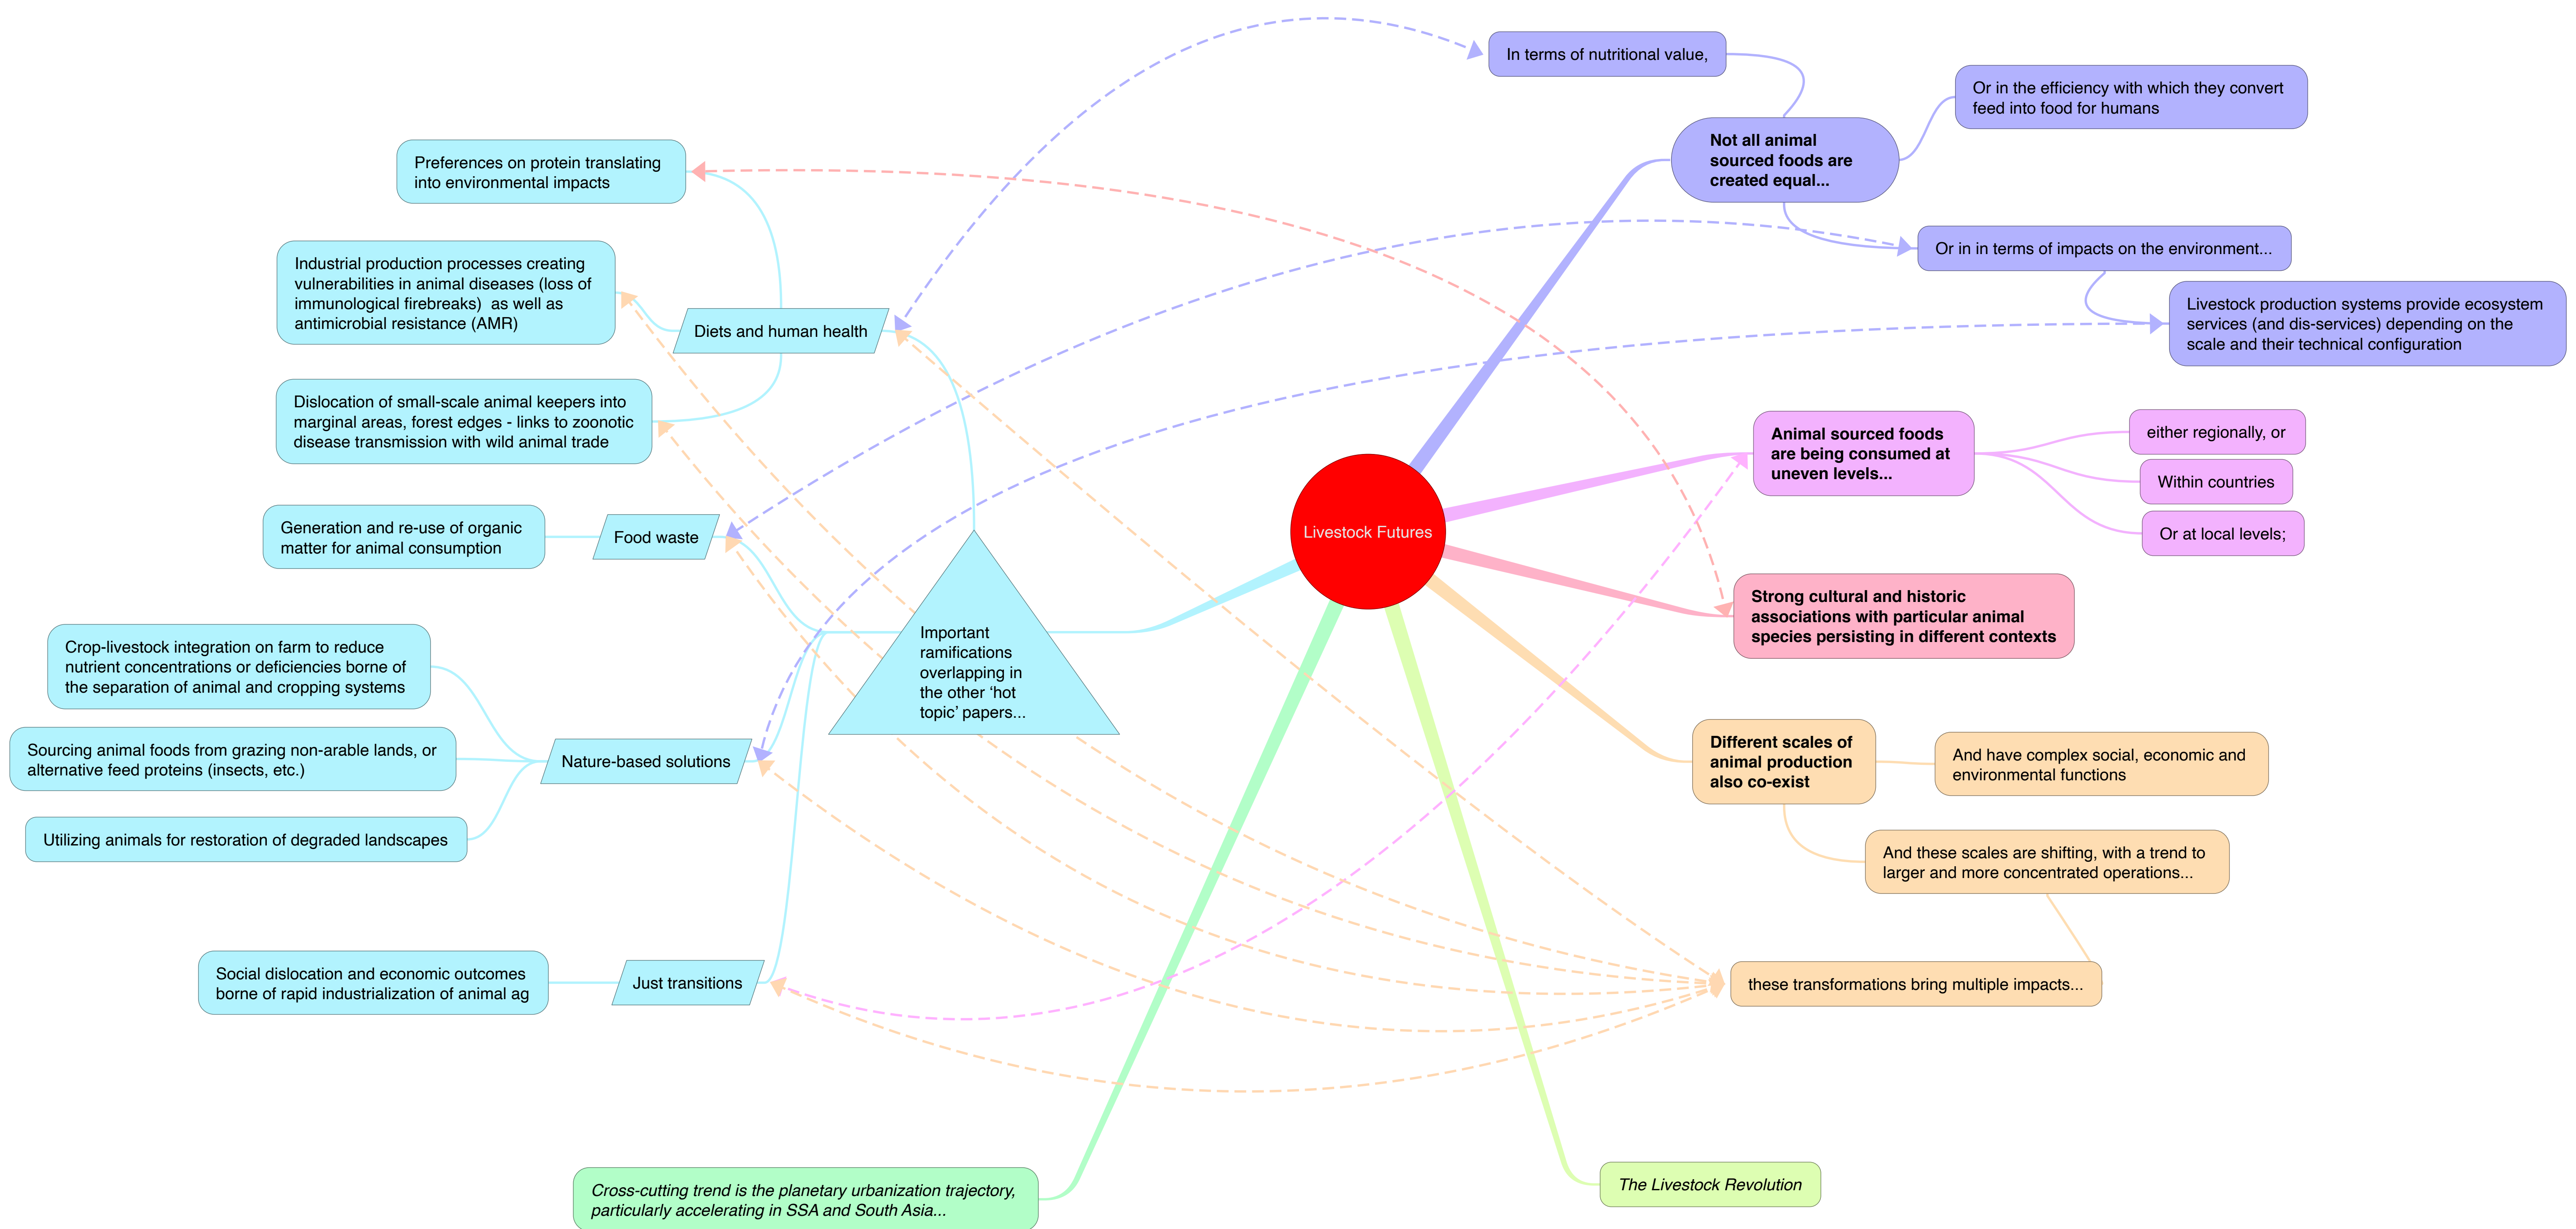 In terms of nutritional value,
Or in the efficiency with which they convert
feed into food for humans
Not all animal
sourced foods are
created equal...
Or in in terms of impacts on the environment...
Livestock production systems provide ecosystem
services (and dis-services) depending on the
scale and their technical configuration
Preferences on protein translating
into environmental impacts
Industrial production processes creating
vulnerabilities in animal diseases (loss of
immunological firebreaks)  as well as
antimicrobial resistance (AMR)
Diets and human health
Dislocation of small-scale animal keepers into
marginal areas, forest edges - links to zoonotic
disease transmission with wild animal trade
Generation and re-use of organic
matter for animal consumption
Food waste
Crop-livestock integration on farm to reduce
nutrient concentrations or deficiencies borne of
the separation of animal and cropping systems
Sourcing animal foods from grazing non-arable lands, or
alternative feed proteins (insects, etc.)
Nature-based solutions
Utilizing animals for restoration of degraded landscapes
Social dislocation and economic outcomes
borne of rapid industrialization of animal ag
Just transitions
Important
ramifications
overlapping in
the other ‘hot
topic’ papers...
Livestock Futures
Animal sourced foods
are being consumed at
uneven levels...
either regionally, or
Within countries
Or at local levels;
Strong cultural and historic
associations with particular animal
species persisting in different contexts
Different scales of
animal production
also co-exist
And have complex social, economic and
environmental functions
And these scales are shifting, with a trend to
larger and more concentrated operations...
these transformations bring multiple impacts...
Cross-cutting trend is the planetary urbanization trajectory,
particularly accelerating in SSA and South Asia...
The Livestock Revolution